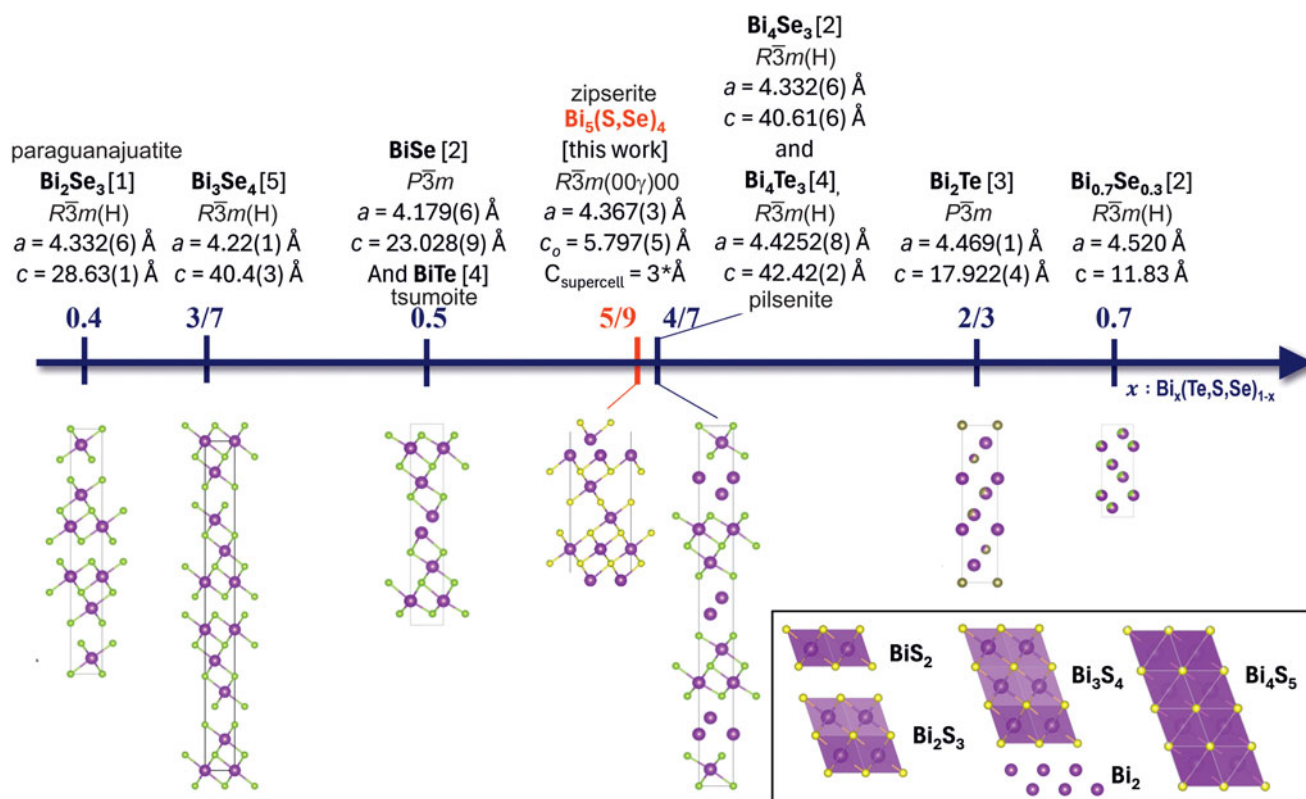 paraguanajuatite
Bi₂Se₃ [1]
R3̅m(H)
a = 4.332(6) Å
c = 28.63(1) Å
Bi₃Se₄ [5]
R3̅m(H)
a = 4.22(1) Å
c = 40.4(3) Å
BiSe [2]
P3̅m
a = 4.179(6) Å
c = 23.028(9) Å
And BiTe [4]
tsumoite
zipserite
Bi₅(S,Se)₄
[this work]
R3̅m(00γ)00
a = 4.367(3) Å
cₒ = 5.797(5) Å
C_supercell = 3*Å
Bi₄Se₃ [2]
R3̅m(H)
a = 4.332(6) Å
c = 40.61(6) Å
and
Bi₄Te₃ [4],
R3̅m(H)
a = 4.4252(8) Å
c = 42.42(2) Å
pilsenite
Bi₂Te [3]
P3̅m
a = 4.469(1) Å
c = 17.922(4) Å
Bi₀.₇Se₀.₃ [2]
R3̅m(H)
a = 4.520 Å
c = 11.83 Å
0.4
3/7
0.5
5/9
4/7
2/3
0.7
x : Biₓ(Te,S,Se)₁₋ₓ
BiS₂
Bi₂S₃
Bi₃S₄
Bi₂
Bi₄S₅